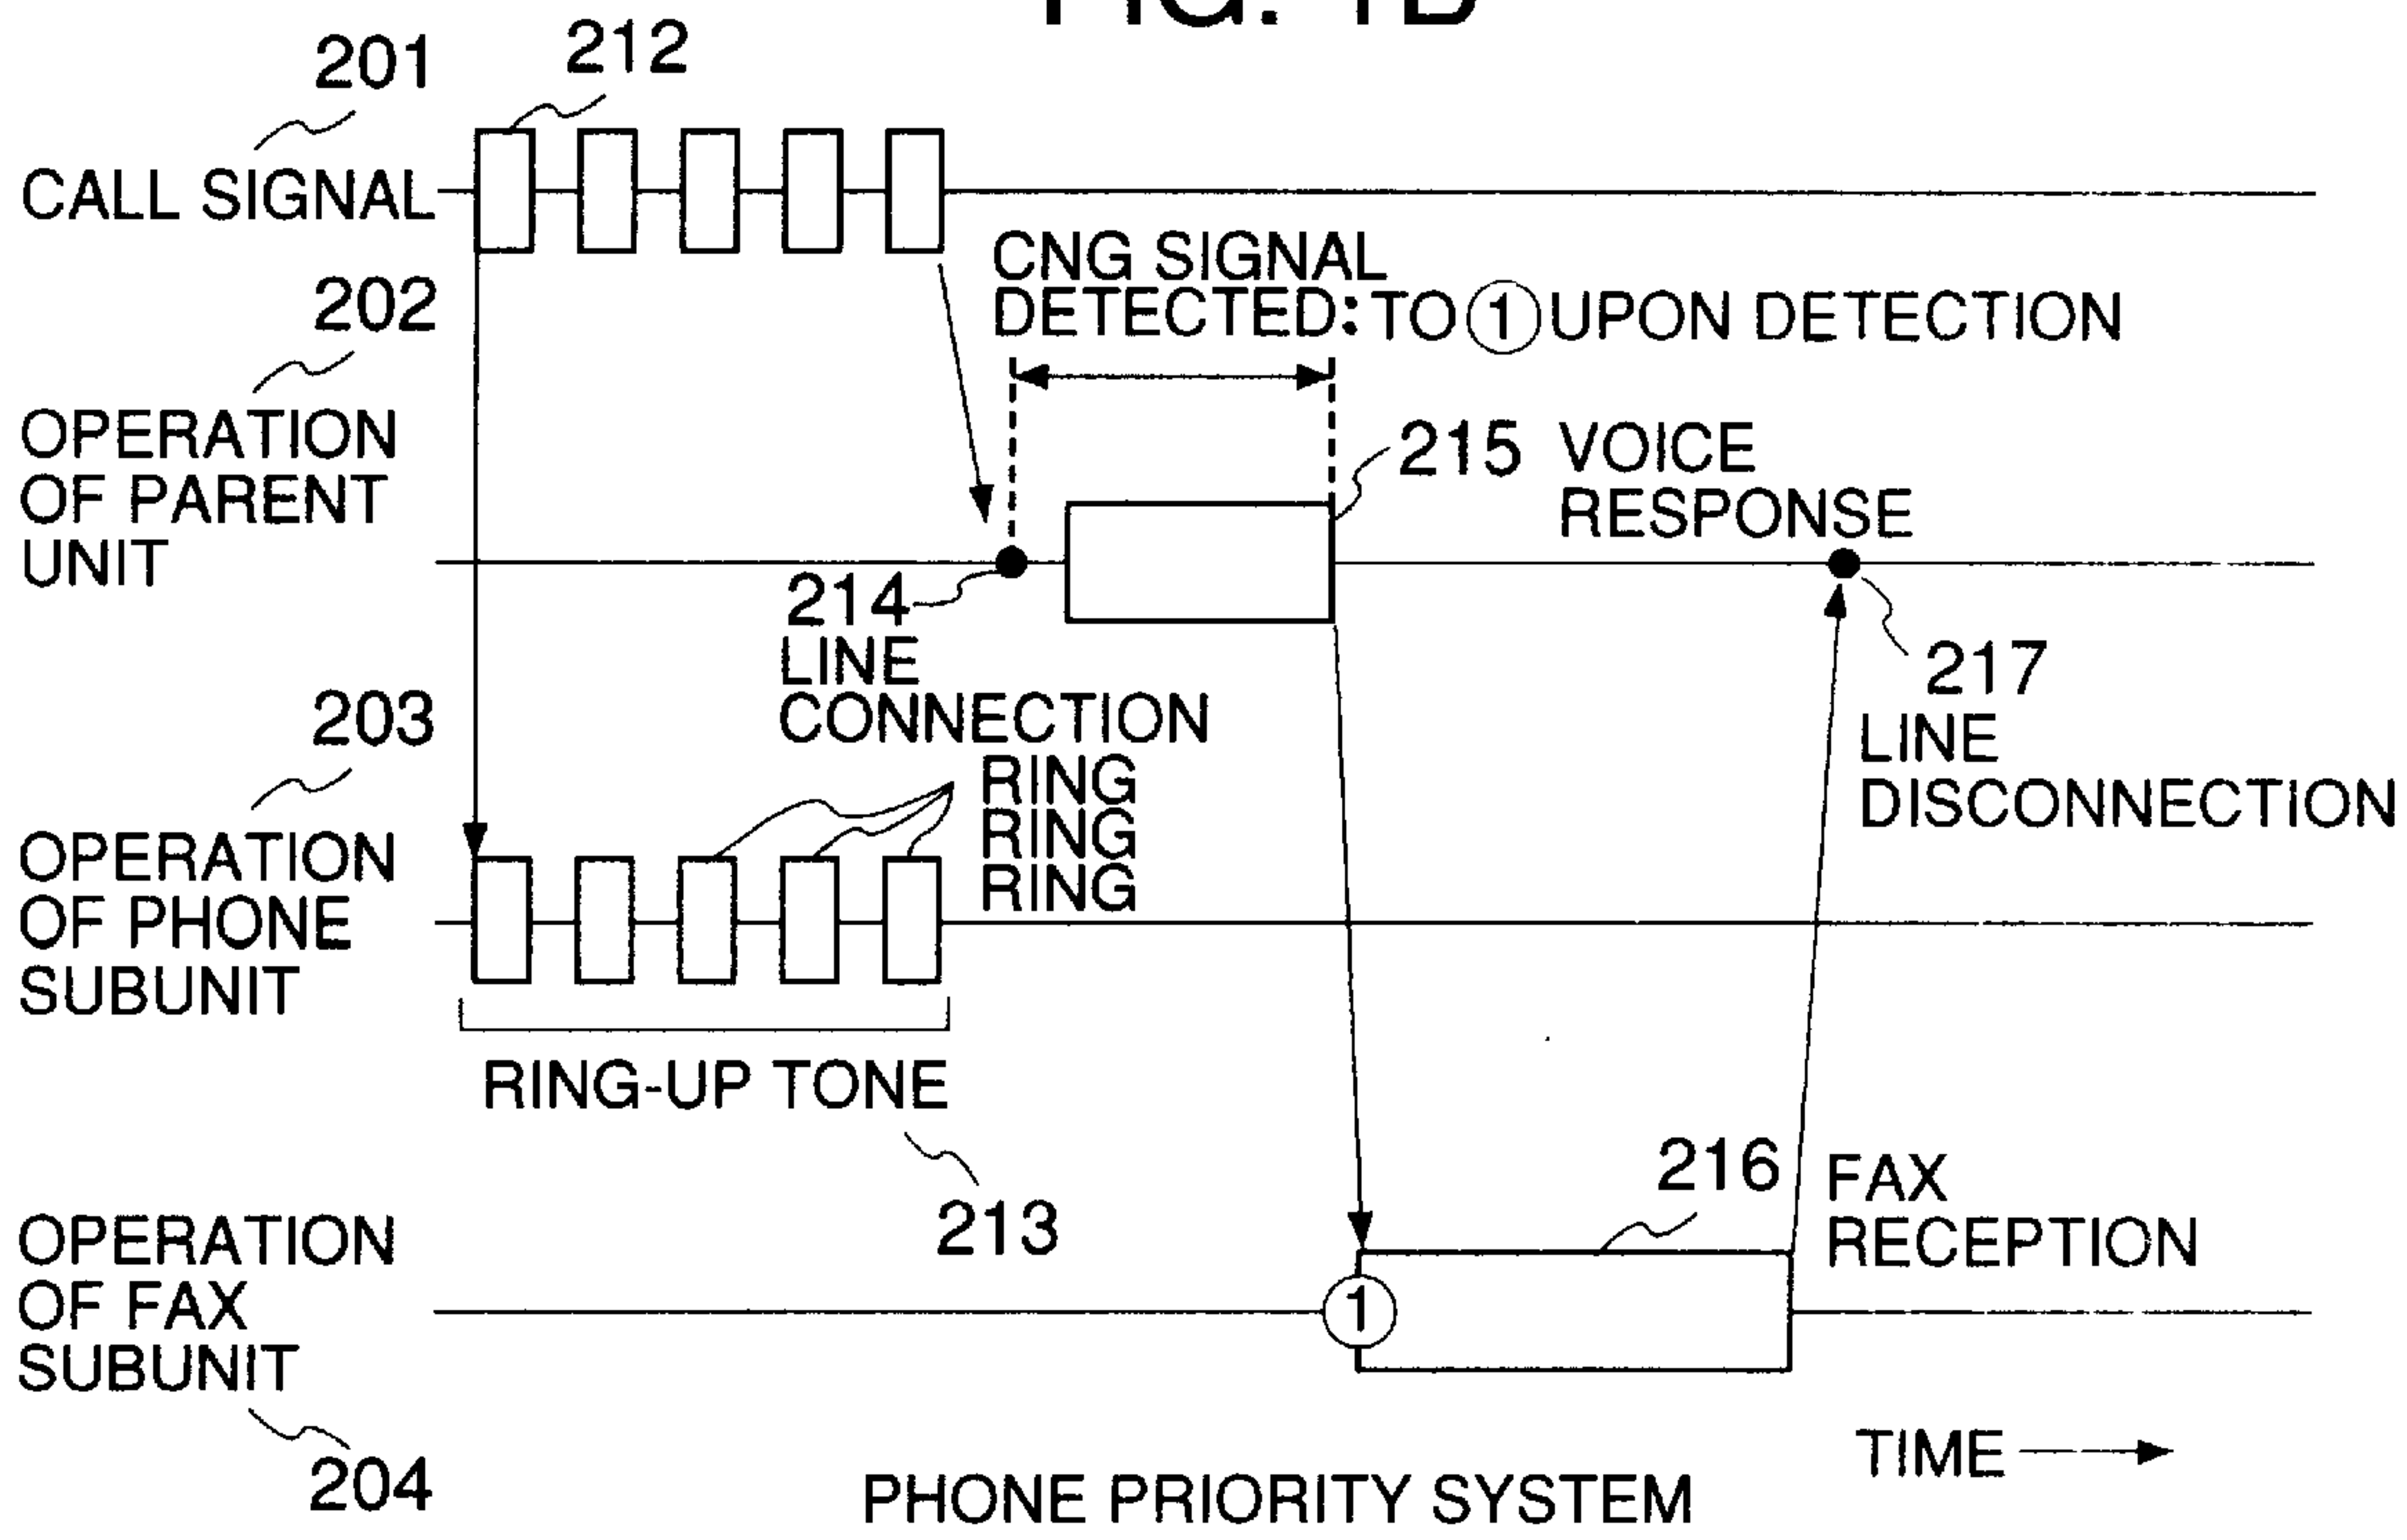 FIG. 1B
201
212
CALL SIGNAL
CNG SIGNAL
DETECTED: TO 1 UPON DETECTION
202
OPERATION
OF PARENT
UNIT
215 VOICE
RESPONSE
214
LINE
CONNECTION
217
LINE
DISCONNECTION
203
OPERATION
OF PHONE
SUBUNIT
RING
RING
RING
RING-UP TONE
213
216
FAX
RECEPTION
OPERATION
OF FAX
SUBUNIT
1
204
TIME
PHONE PRIORITY SYSTEM